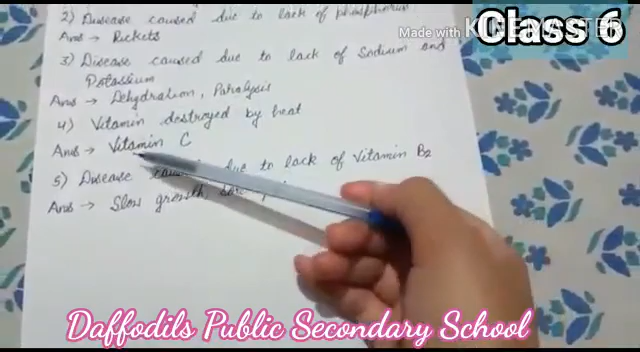 2) Disease caused due to lack of Phosphorus
Ans → Rickets
3) Disease caused due to lack of Sodium and
Potassium
Ans → Dehydration, Paralysis
4) Vitamin destroyed by heat
Ans → Vitamin C
5) Disease caused due to lack of Vitamin B2
Ans → Slow growth,
Made with KINEMASTER
Class 6
Daffodils Public Secondary School